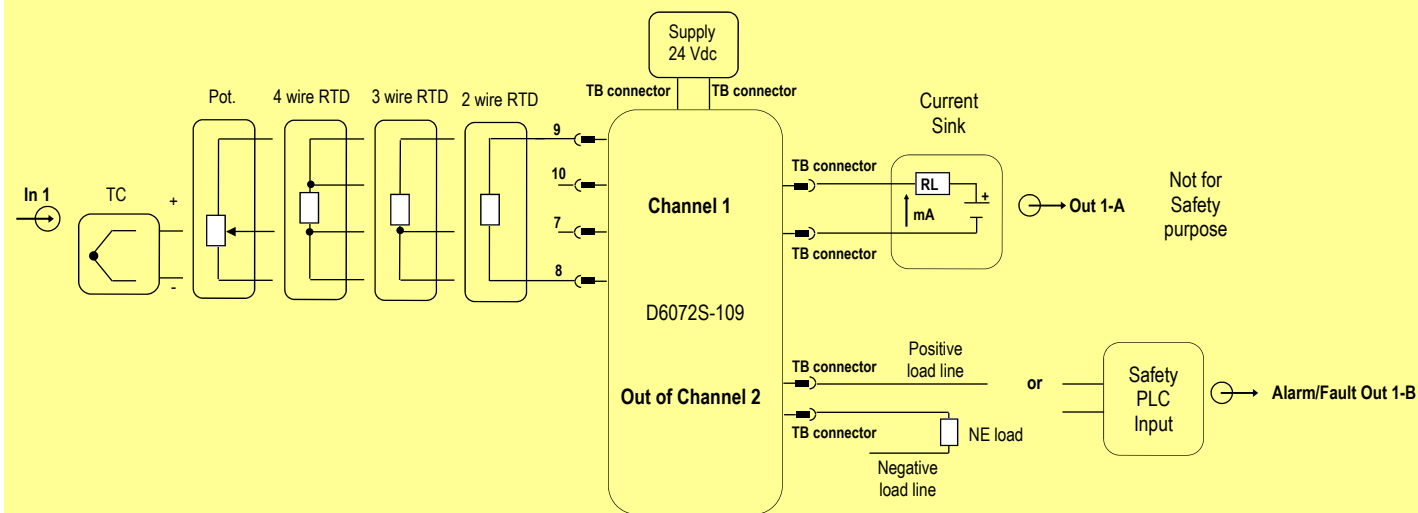 Supply
24 Vdc
TB connector
TB connector
Pot.
4 wire RTD
3 wire RTD
2 wire RTD
Current
Sink
9
10
7
8
In 1
TC
+
-
Channel 1
D6072S-109
Out of Channel 2
TB connector
RL
+
mA
TB connector
Out 1-A
Not for
Safety
purpose
TB connector
Positive
load line
or
Safety
PLC
Input
Alarm/Fault Out 1-B
TB connector
NE load
Negative
load line